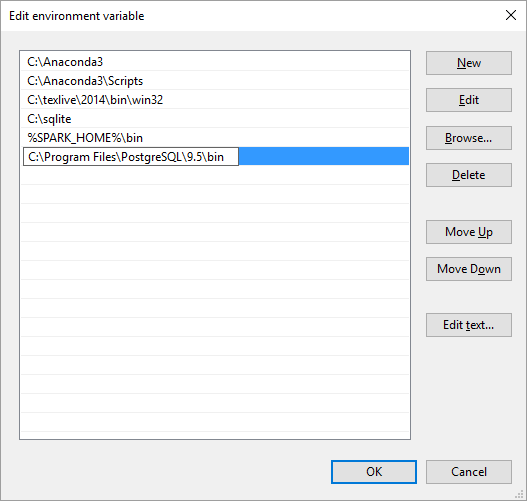 Edit environment variable
C:\Anaconda3
C:\Anaconda3\Scripts
C:\texlive\2014\bin\win32
C:\sqlite
%SPARK_HOME%\bin
C:\Program Files\PostgreSQL\9.5\bin
New
Edit
Browse...
Delete
Move Up
Move Down
Edit text...
OK
Cancel